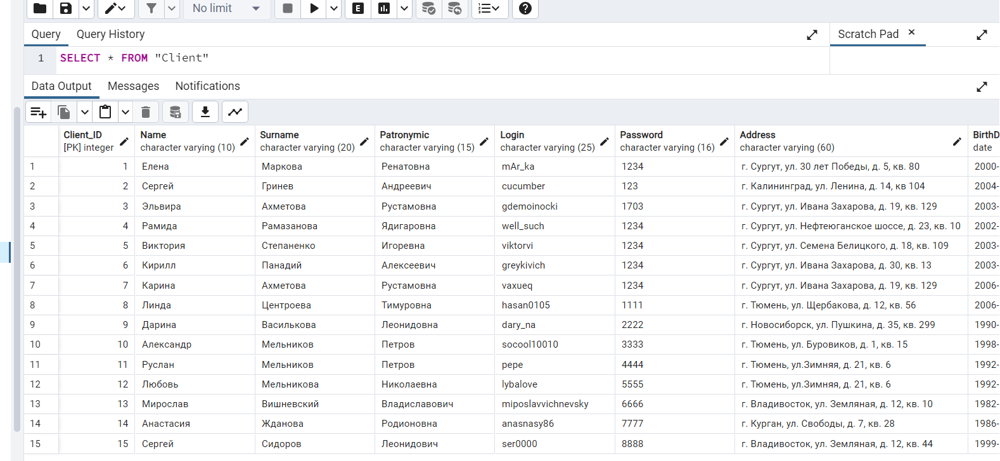 No limit
E
Query Query History Scratch Pad
1 SELECT * FROM "Client"
Data Output Messages Notifications
Client_ID Name Surname Patronymic Login Password Address BirthD
[PK] integer character varying (10) character varying (20) character varying (15) character varying (25) character varying (16) character varying (60) date
1 1 Елена Маркова Ренатовна mAr_ka 1234 г. Сургут, ул. 30 лет Победы, д. 5, кв. 80 2000-
2 2 Сергей Гринев Андреевич cucumber 123 г. Калининград, ул. Ленина, д. 14, кв 104 2004-
3 3 Эльвира Ахметова Рустамовна gdemoinocki 1703 г. Сургут, ул. Ивана Захарова, д. 19, кв. 129 2003-
4 4 Рамида Рамазанова Ядигаровна well_such 1234 г. Сургут, ул. Нефтеюганское шоссе, д. 23, кв. 10 2002-
5 5 Виктория Степаненко Игоревна viktorvi 1234 г. Сургут, ул. Семена Белицкого, д. 18, кв. 109 2003-
6 6 Кирилл Панадий Алексеевич greykivich 1234 г. Сургут, ул. Ивана Захарова, д. 30, кв. 13 2003-
7 7 Карина Ахметова Рустамовна vaxueq 1234 г. Сургут, ул. Ивана Захарова, д. 19, кв. 129 2006-
8 8 Линда Центроева Тимуровна hasan0105 1111 г. Тюмень, ул. Щербакова, д. 12, кв. 56 2006-
9 9 Дарина Василькова Леонидовна dary_na 2222 г. Новосиборск, ул. Пушкина, д. 35, кв. 299 1990-
10 10 Александр Мельников Петров socool10010 3333 г. Тюмень, ул. Буровиков, д. 1, кв. 15 1998-
11 11 Руслан Мельников Петров pepe 4444 г. Тюмень, ул.Зимняя, д. 21, кв. 6 1992-
12 12 Любовь Мельникова Николаевна lybalove 5555 г. Тюмень, ул.Зимняя, д. 21, кв. 6 1992-
13 13 Мирослав Вишневский Владиславович miposlavvichnevsky 6666 г. Владивосток, ул. Земляная, д. 12, кв. 10 1982-
14 14 Анастасия Жданова Родионовна anasnasy86 7777 г. Курган, ул. Свободы, д. 7, кв. 28 1986-
15 15 Сергей Сидоров Леонидович ser0000 8888 г. Владивосток, ул. Земляная, д. 12, кв. 44 1999-